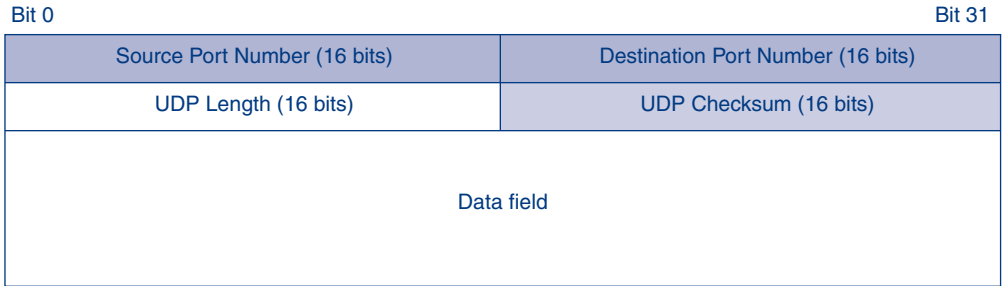 Bit 0 Bit 31
Source Port Number (16 bits) Destination Port Number (16 bits)
UDP Length (16 bits) UDP Checksum (16 bits)
Data field